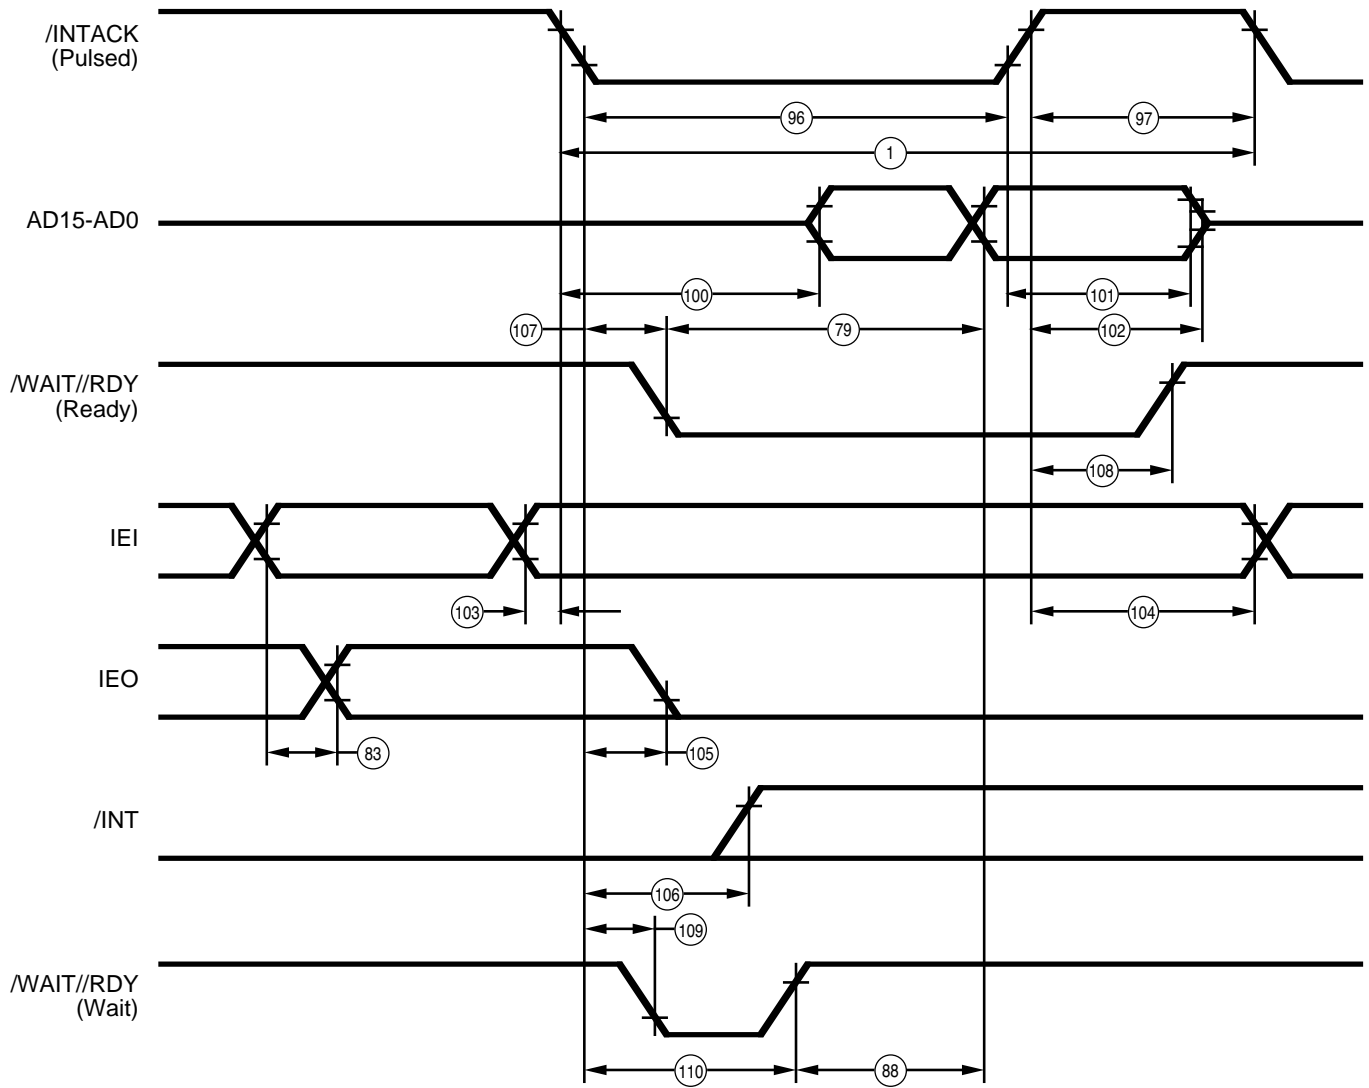 /INTACK
(Pulsed)
96
97
1
AD15-AD0
100
101
107
79
102
/WAIT//RDY
(Ready)
108
IEI
103
104
IEO
83
105
/INT
106
109
/WAIT//RDY
(Wait)
110
88